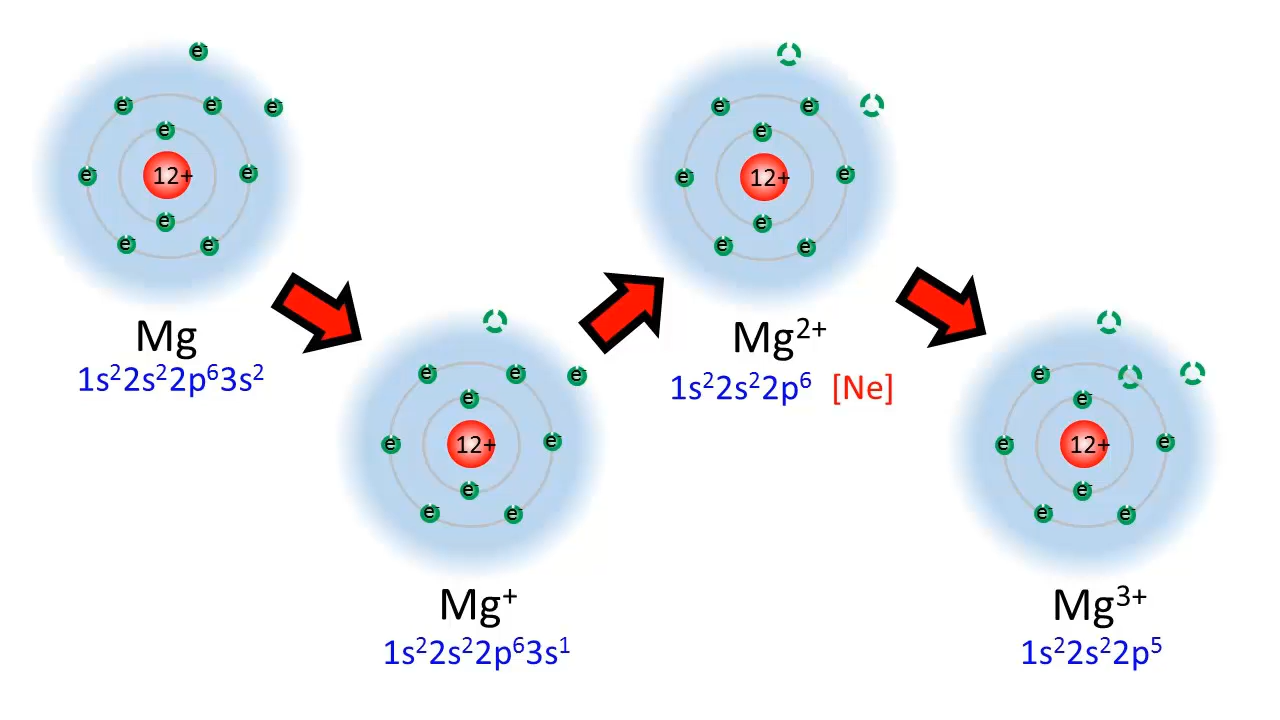 e⁻
e⁻ e⁻ e⁻
e⁻
e⁻ 12+ e⁻
e⁻
e⁻ e⁻
Mg
1s²2s²2p⁶3s²
e⁻ e⁻ e⁻
e⁻
e⁻ 12+ e⁻
e⁻
e⁻ e⁻
Mg⁺
1s²2s²2p⁶3s¹
e⁻ e⁻
e⁻
e⁻ 12+ e⁻
e⁻
e⁻ e⁻
Mg²⁺
1s²2s²2p⁶ [Ne]
e⁻
e⁻
e⁻ 12+ e⁻
e⁻
e⁻ e⁻
Mg³⁺
1s²2s²2p⁵